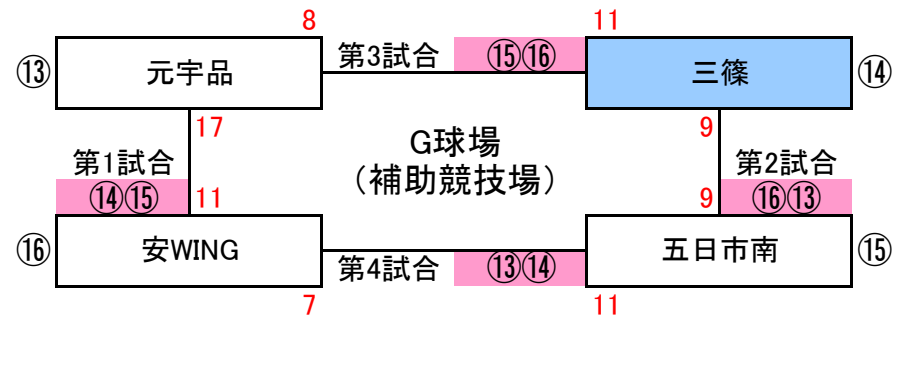 8 11
⑬ 元宇品 第3試合 ⑮⑯ 三篠 ⑭
17 G球場 9
第1試合 (補助競技場) 第2試合
⑭⑮ 11 9 ⑯⑬
⑯ 安WING 五日市南 ⑮
第4試合 ⑬⑭
7 11